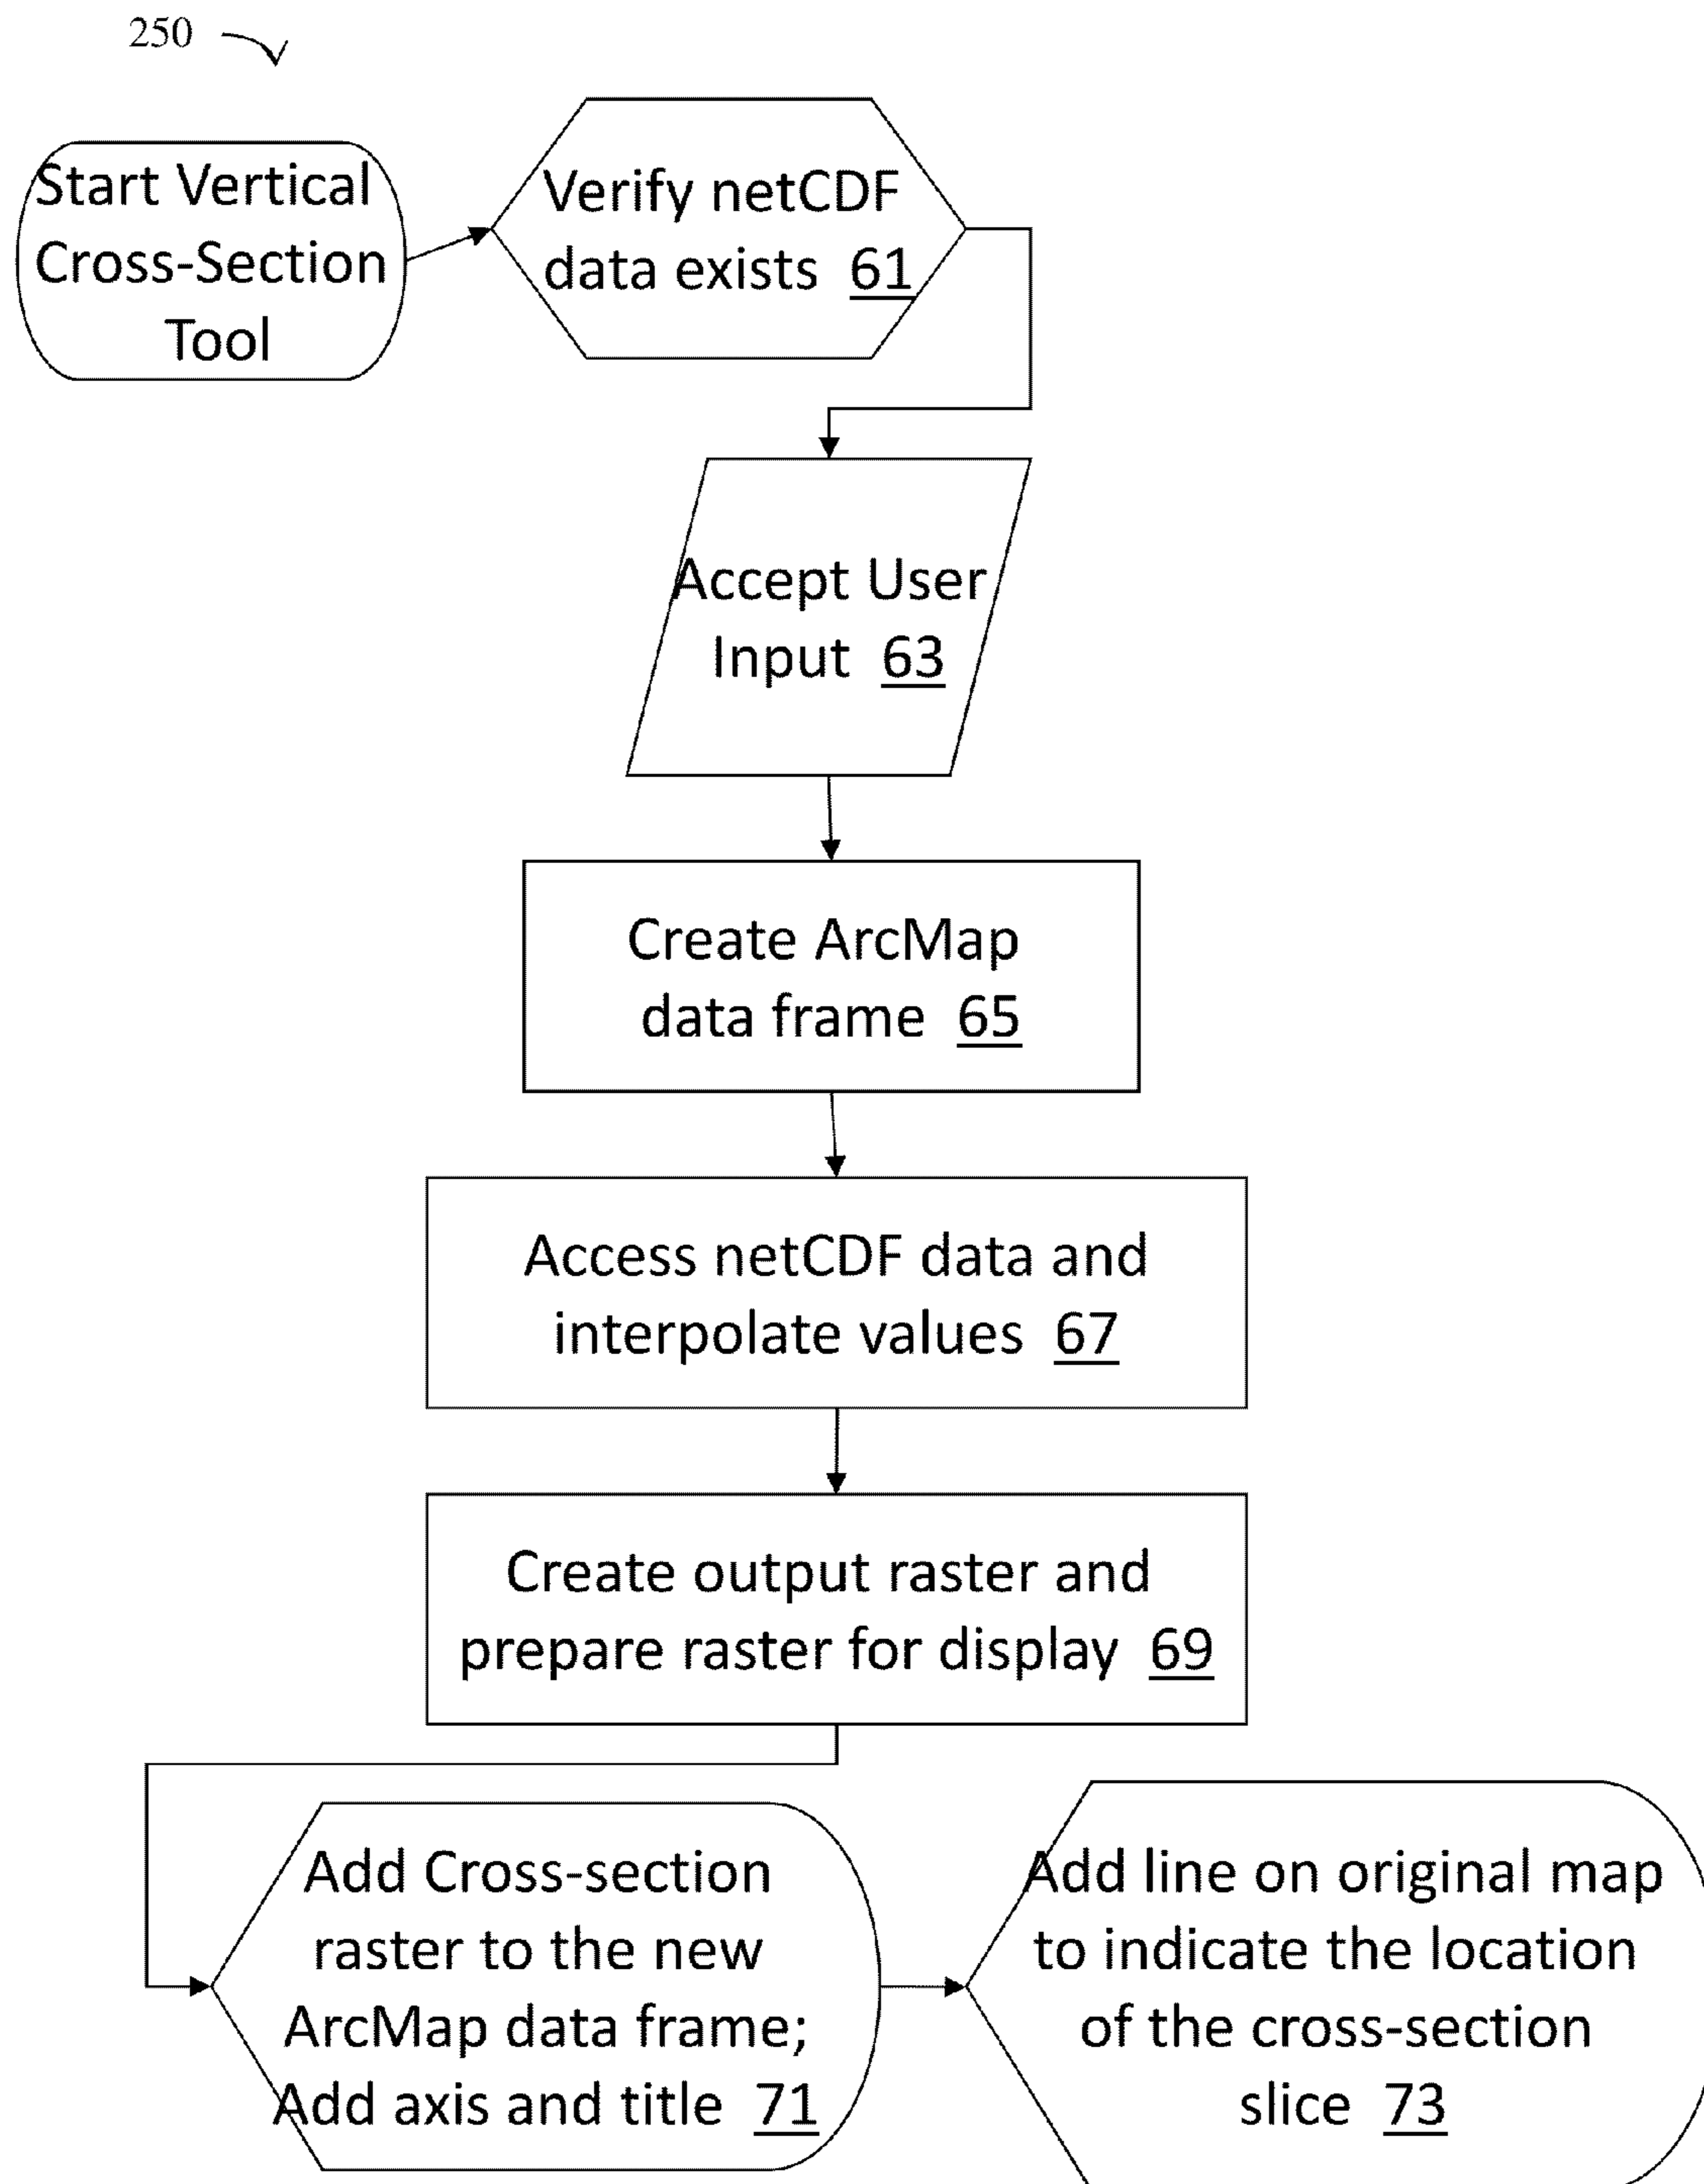 250
Start Vertical
Cross-Section
Tool
Verify netCDF
data exists 61
Accept User
Input 63
Create ArcMap
data frame 65
Access netCDF data and
interpolate values 67
Create output raster and
prepare raster for display 69
Add Cross-section
raster to the new
ArcMap data frame;
Add axis and title 71
Add line on original map
to indicate the location
of the cross-section
slice 73